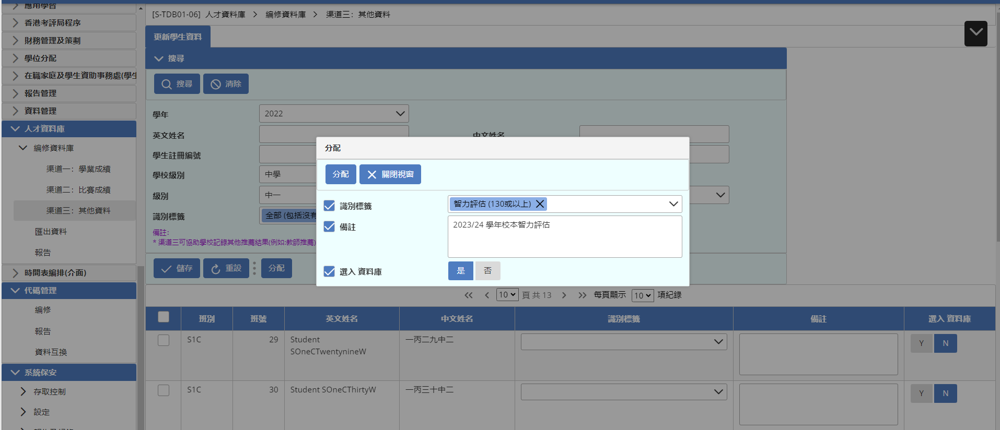 應用學習
香港考評局程序
財務管理及策劃
學位分配
在職家庭及學生資助事務處(學生
報告管理
資料管理
人才資料庫
編修資料庫
渠道一：學業成績
渠道二：比賽成績
渠道三：其他資料
匯出資料
報告
時間表編排(介面)
代碼管理
編修
報告
資料互換
系統保安
存取控制
設定
[S-TDB01-06] 人才資料庫 > 編修資料庫 > 渠道三：其他資料
更新學生資料
搜尋
搜尋 清除
學年 2022
英文姓名 中文姓名
學生註冊編號
學校級別 中學
級別 中一
識別標籤 全部 (包括沒有
備註：
* 渠道三可協助學校記錄其他推薦結果(例如:教師推薦)
儲存 重設 分配
分配
分配 關閉視窗
識別標籤 智力評估 (130或以上)
備註 2023/24 學年校本智力評估
選入 資料庫 是 否
10 頁 共 13 每頁顯示 10 項紀錄
班別 班號 英文姓名 中文姓名 識別標籤 備註 選入 資料庫
S1C 29 Student 一丙二九中二 Y N
SOneCTwentynineW
S1C 30 Student SOneCThirtyW 一丙三十中二 Y N